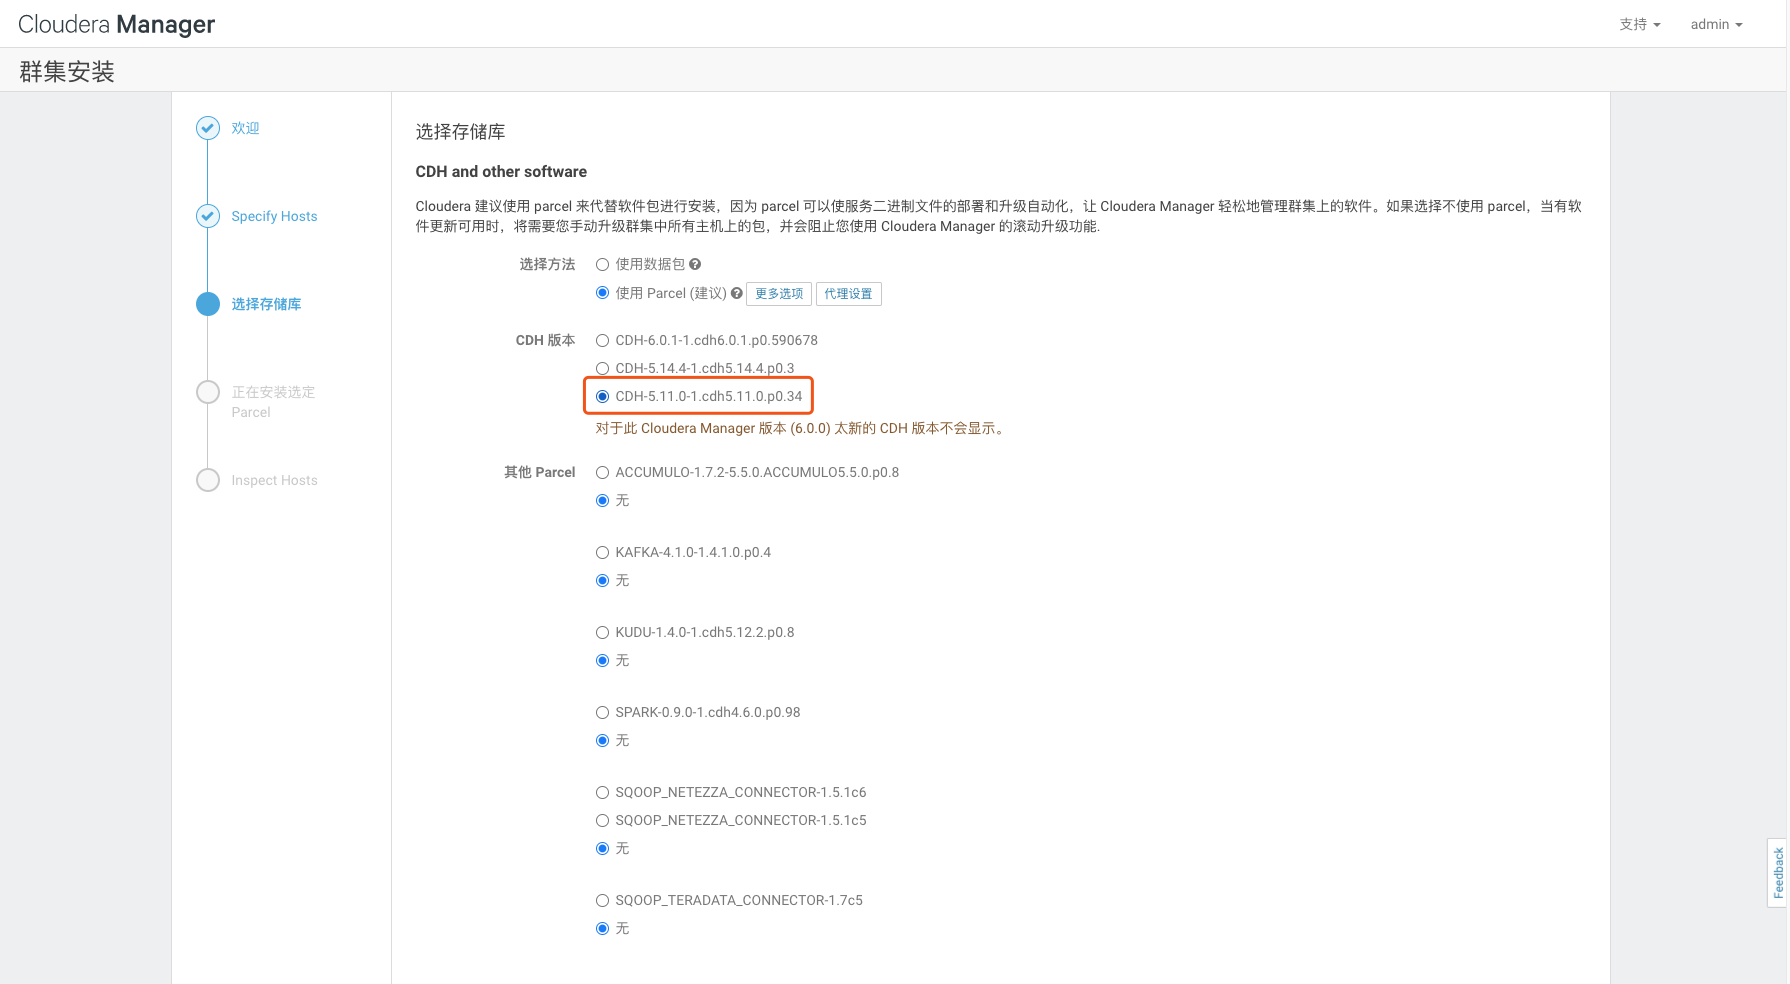 Cloudera Manager
支持
admin
群集安装
欢迎
Specify Hosts
选择存储库
正在安装选定
Parcel
Inspect Hosts
选择存储库
CDH and other software
Cloudera 建议使用 parcel 来代替软件包进行安装，因为 parcel 可以使服务二进制文件的部署和升级自动化，让 Cloudera Manager 轻松地管理群集上的软件。如果选择不使用 parcel，当有软
件更新可用时，将需要您手动升级群集中所有主机上的包，并会阻止您使用 Cloudera Manager 的滚动升级功能.
选择方法
使用数据包
使用 Parcel (建议) 更多选项 代理设置
CDH 版本
CDH-6.0.1-1.cdh6.0.1.p0.590678
CDH-5.14.4-1.cdh5.14.4.p0.3
CDH-5.11.0-1.cdh5.11.0.p0.34
对于此 Cloudera Manager 版本 (6.0.0) 太新的 CDH 版本不会显示。
其他 Parcel
ACCUMULO-1.7.2-5.5.0.ACCUMULO5.5.0.p0.8
无
KAFKA-4.1.0-1.4.1.0.p0.4
无
KUDU-1.4.0-1.cdh5.12.2.p0.8
无
SPARK-0.9.0-1.cdh4.6.0.p0.98
无
SQOOP_NETEZZA_CONNECTOR-1.5.1c6
SQOOP_NETEZZA_CONNECTOR-1.5.1c5
无
SQOOP_TERADATA_CONNECTOR-1.7c5
无
Feedback